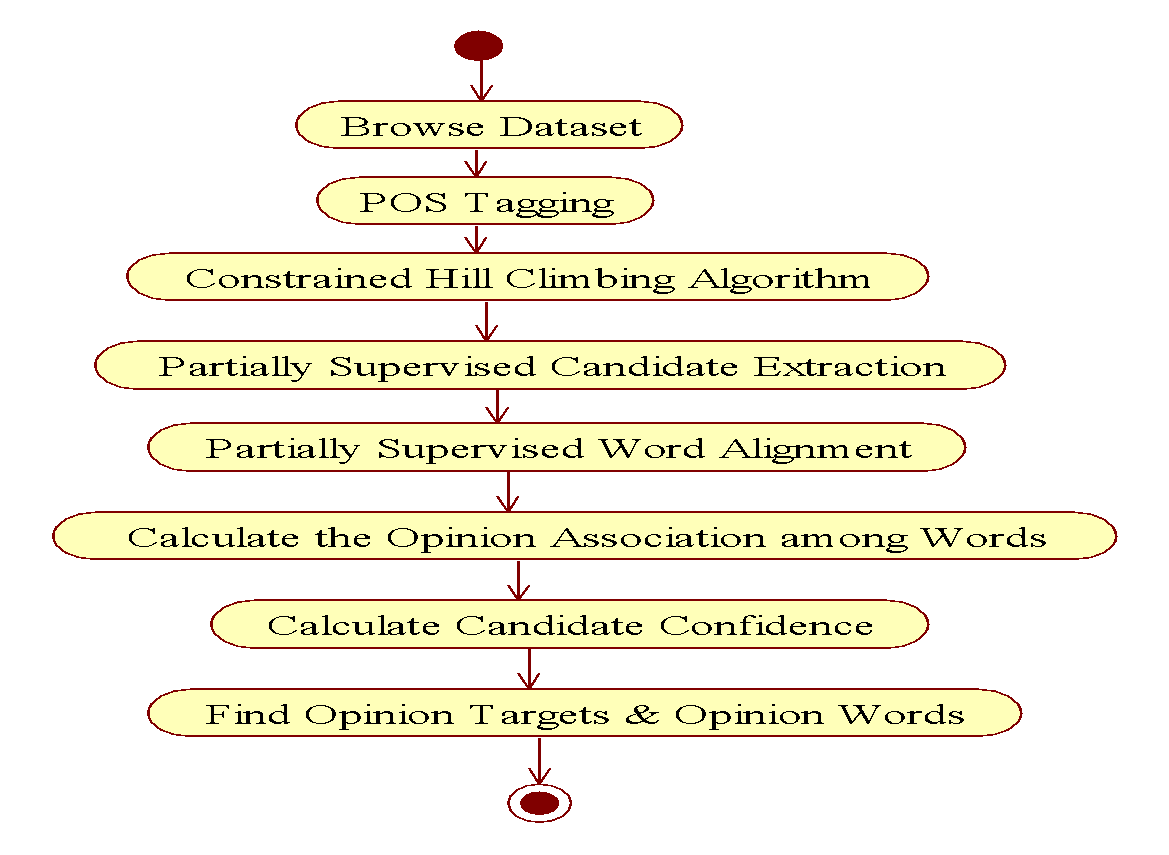 Browse Dataset
POS Tagging
Constrained Hill Climbing Algorithm
Partially Supervised Candidate Extraction
Partially Supervised Word Alignment
Calculate the Opinion Association among Words
Calculate Candidate Confidence
Find Opinion Targets & Opinion Words